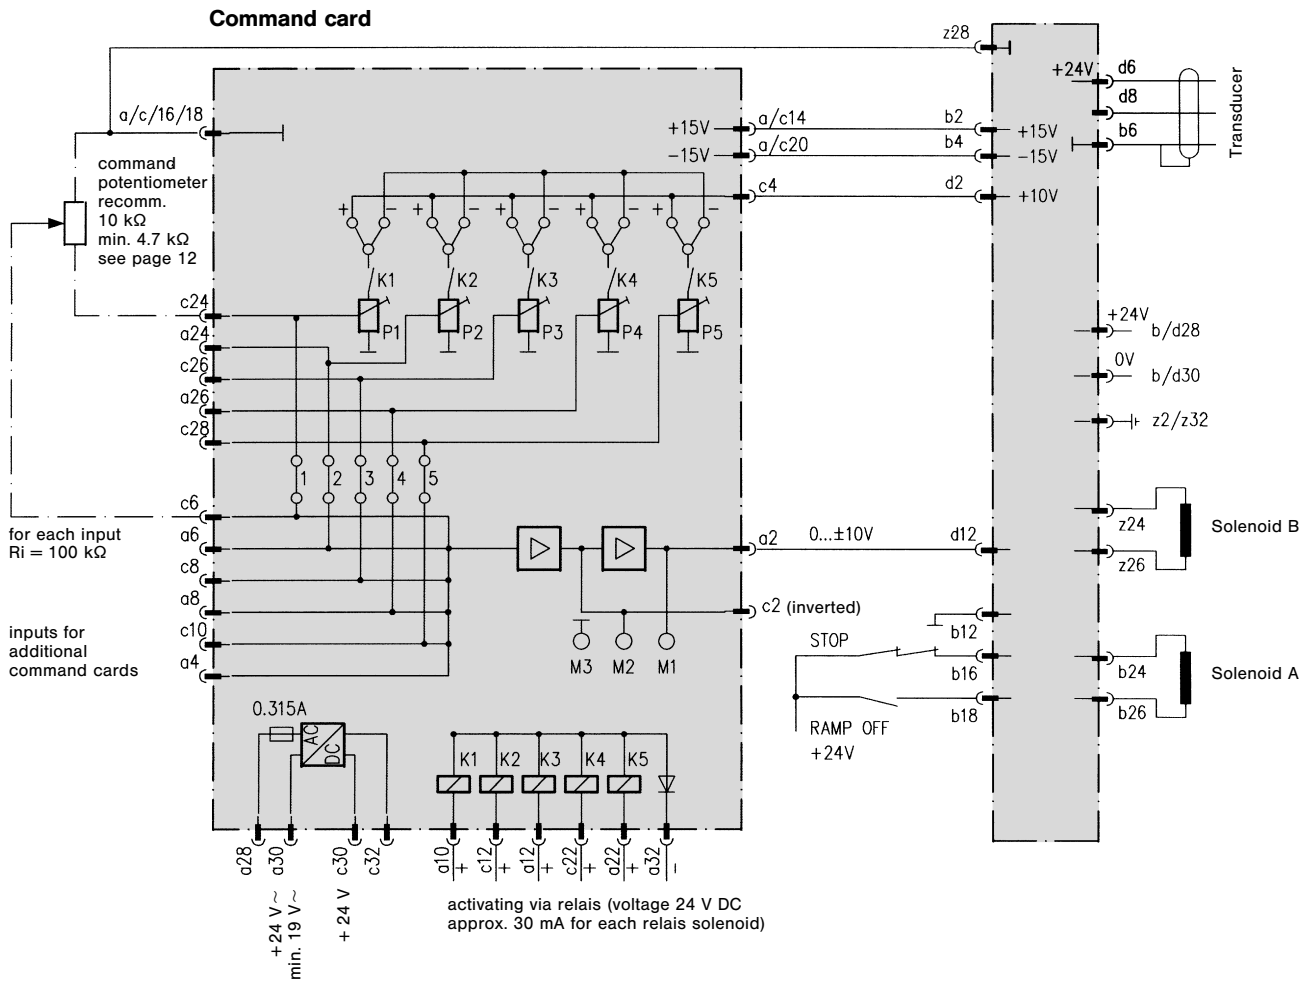 Command card
z28
+24V
d6
d8
b6
Transducer
a/c/16/18
+15V
a/c14
b2
+15V
-15V
a/c20
b4
-15V
c4
d2
+10V
command
potentiometer
recomm.
10 kΩ
min. 4.7 kΩ
see page 12
+ - + - + - + - + -
K1 K2 K3 K4 K5
P1 P2 P3 P4 P5
c24
a24
c26
a26
c28
+24V
b/d28
0V
b/d30
z2/z32
1 2 3 4 5
c6
a6
c8
a8
c10
a4
for each input
Ri = 100 kΩ
inputs for
additional
command cards
a2
0...±10V
d12
c2 (inverted)
M3 M2 M1
z24
z26
Solenoid B
b12
STOP
b16
b18
RAMP OFF
+24V
b24
b26
Solenoid A
0.315A
AC
DC
K1 K2 K3 K4 K5
a28 a30 c30 c32
+24 V~
min. 19 V~
+24 V
a10 c12 a12 c22 a22 a32
+ + + + + -
activating via relais (voltage 24 V DC
approx. 30 mA for each relais solenoid)